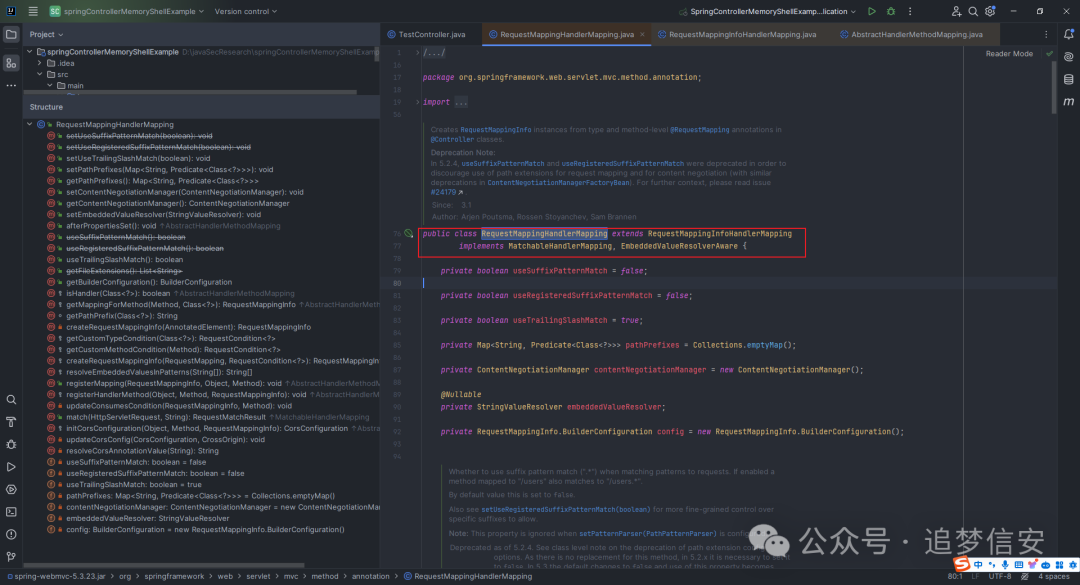 SC springControllerMemoryShellExample
Version control
SpringControllerMemoryShellExamp...lication
Project
springControllerMemoryShellExample D:\javaSecResearch\springControllerMemoryShellExamp
.idea
src
main
Structure
RequestMappingHandlerMapping
setUseSuffixPatternMatch(boolean): void
setUseRegisteredSuffixPatternMatch(boolean): void
setUseTrailingSlashMatch(boolean): void
setPathPrefixes(Map<String, Predicate<Class<?>>>): void
getPathPrefixes(): Map<String, Predicate<Class<?>>>
setContentNegotiationManager(ContentNegotiationManager): void
getContentNegotiationManager(): ContentNegotiationManager
setEmbeddedValueResolver(StringValueResolver): void
afterPropertiesSet(): void ↑AbstractHandlerMethodMapping
useSuffixPatternMatch(): boolean
useRegisteredSuffixPatternMatch(): boolean
useTrailingSlashMatch(): boolean
getFileExtensions(): List<String>
getBuilderConfiguration(): BuilderConfiguration
isHandler(Class<?>): boolean ↑AbstractHandlerMethodMapping
getMappingForMethod(Method, Class<?>): RequestMappingInfo ↑AbstractHandlerM
getPathPrefix(Class<?>): String
createRequestMappingInfo(AnnotatedElement): RequestMappingInfo
getCustomTypeCondition(Class<?>): RequestCondition<?>
getCustomMethodCondition(Method): RequestCondition<?>
createRequestMappingInfo(RequestMapping, RequestCondition<?>): RequestMappingIn
resolveEmbeddedValuesInPatterns(String[]): String[]
registerMapping(RequestMappingInfo, Object, Method): void ↑AbstractHandlerMethodM
registerHandlerMethod(Object, Method, RequestMappingInfo): void ↑AbstractHandlerM
updateConsumesCondition(RequestMappingInfo, Method): void
match(HttpServletRequest, String): RequestMatchResult ↑MatchableHandlerMapping
initCorsConfiguration(Object, Method, RequestMappingInfo): CorsConfiguration ↑Abstra
updateCorsConfig(CorsConfiguration, CrossOrigin): void
resolveCorsAnnotationValue(String): String
useSuffixPatternMatch: boolean = false
useRegisteredSuffixPatternMatch: boolean = false
useTrailingSlashMatch: boolean = true
pathPrefixes: Map<String, Predicate<Class<?>>> = Collections.emptyMap()
contentNegotiationManager: ContentNegotiationManager = new ContentNegotiationMan
embeddedValueResolver: StringValueResolver
config: BuilderConfiguration = new RequestMappingInfo.BuilderConfiguration()
TestController.java
RequestMappingHandlerMapping.java ×
RequestMappingInfoHandlerMapping.java
AbstractHandlerMethodMapping.java
Reader Mode
1 /.../
16
17 package org.springframework.web.servlet.mvc.method.annotation;
18
19 import ...
56
Creates RequestMappingInfo instances from type and method-level @RequestMapping annotations in
@Controller classes.
Deprecation Note:
In 5.2.4, useSuffixPatternMatch and useRegisteredSuffixPatternMatch were deprecated in order to
discourage use of path extensions for request mapping and for content negotiation (with similar
deprecations in ContentNegotiationManagerFactoryBean). For further context, please read issue
#24179
Since: 3.1
Author: Arjen Poutsma, Rossen Stoyanchev, Sam Brannen
76 public class RequestMappingHandlerMapping extends RequestMappingInfoHandlerMapping
77 implements MatchableHandlerMapping, EmbeddedValueResolverAware {
78
79 private boolean useSuffixPatternMatch = false;
80
81 private boolean useRegisteredSuffixPatternMatch = false;
82
83 private boolean useTrailingSlashMatch = true;
84
85 private Map<String, Predicate<Class<?>>> pathPrefixes = Collections.emptyMap();
86
87 private ContentNegotiationManager contentNegotiationManager = new ContentNegotiationManager();
88
89 @Nullable
90 private StringValueResolver embeddedValueResolver;
91
92 private RequestMappingInfo.BuilderConfiguration config = new RequestMappingInfo.BuilderConfiguration();
93
94
Whether to use suffix pattern match (".*") when matching patterns to requests. If enabled a
method mapped to "/users" also matches to "/users.*".
By default value this is set to false.
Also see setUseRegisteredSuffixPatternMatch(boolean) for more fine-grained control over
specific suffixes to allow.
Note: This property is ignored when setPatternParser(PathPatternParser) is config
Deprecated as of 5.2.4. See class level note on the deprecation of path extension co
options. As there is no replacement for this method, in 5.2.x it is necessary to
to false. In 5.3 the default changes to false and use of this property becomes
公众号 · 追梦信安
S 中
spring-webmvc-5.3.23.jar > org > springframework > web > servlet > mvc > method > annotation > RequestMappingHandlerMapping
80:1 LF UTF-8 4 spaces